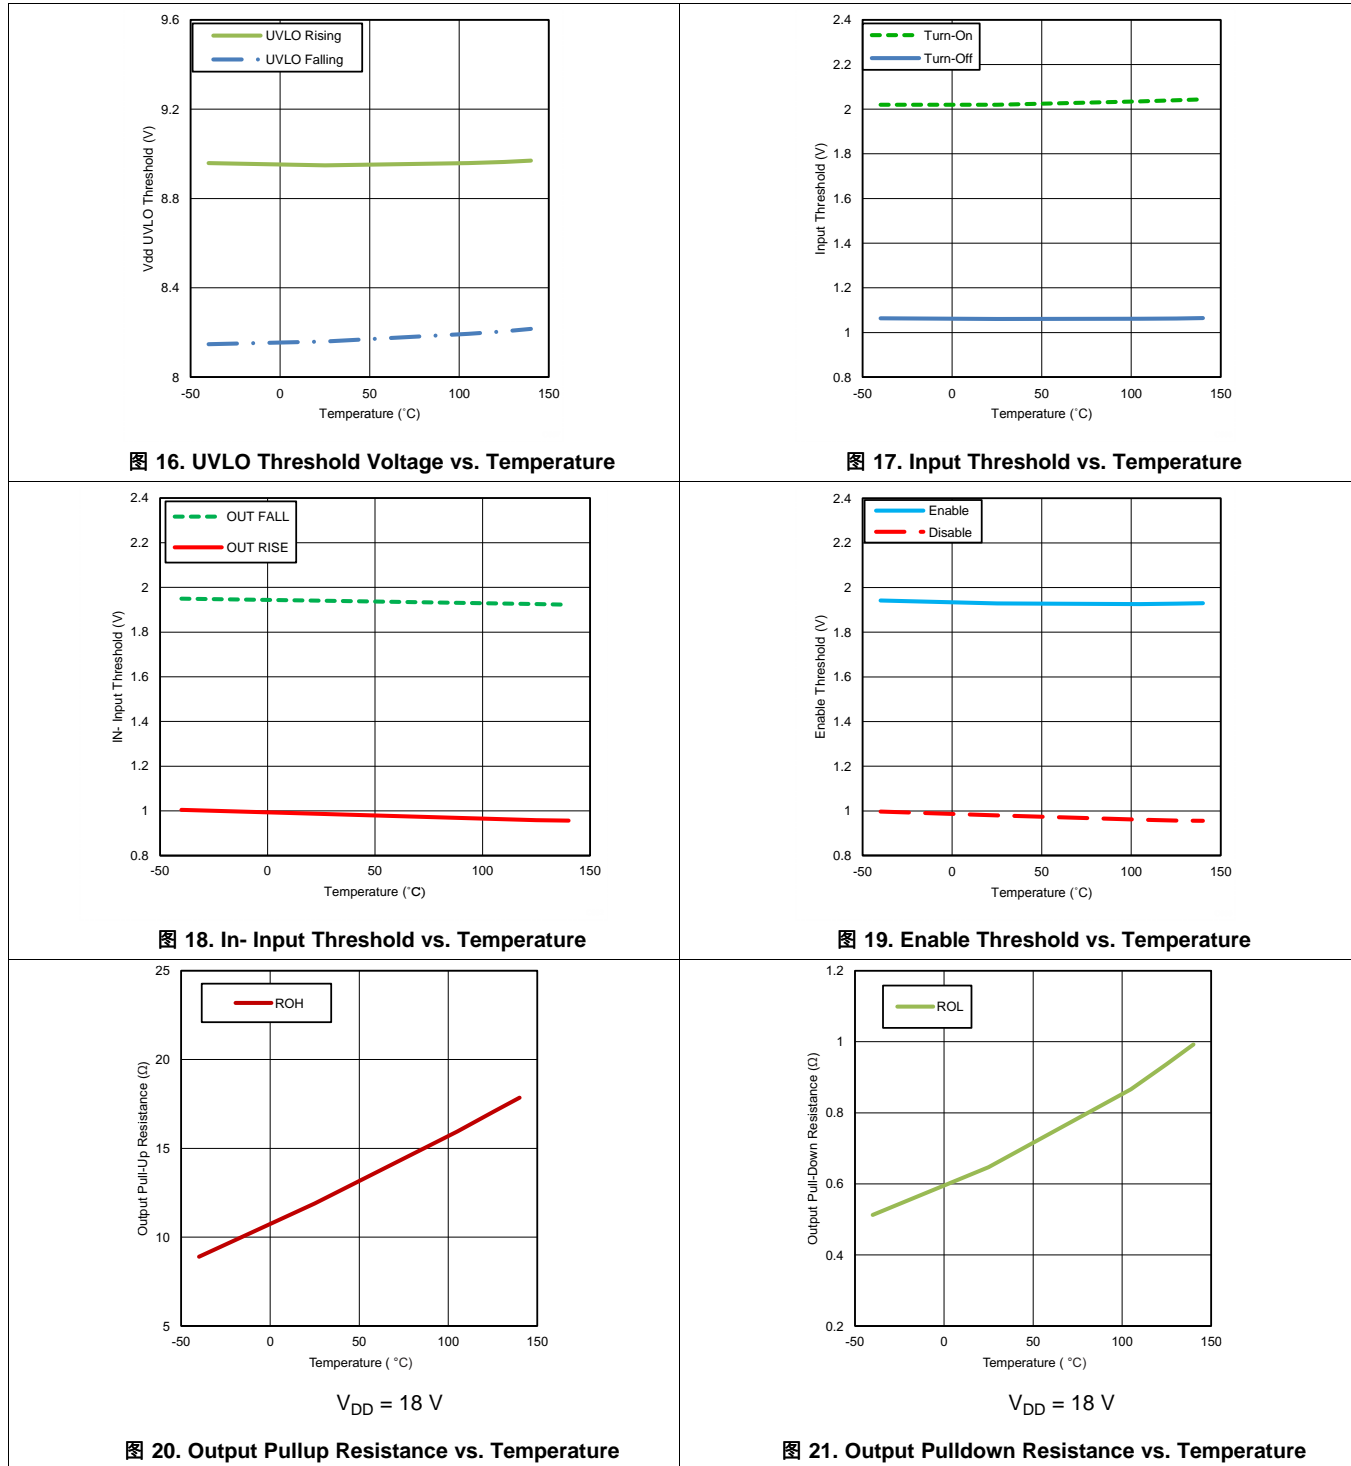 9.6
9.2
8.8
8.4
8
-50
0
50
100
150
UVLO Rising
UVLO Falling
Vdd UVLO Threshold (V)
Temperature (˚C)
图 16. UVLO Threshold Voltage vs. Temperature
2.4
2.2
2
1.8
1.6
1.4
1.2
1
0.8
-50
0
50
100
150
Turn-On
Turn-Off
Input Threshold (V)
Temperature (˚C)
图 17. Input Threshold vs. Temperature
2.4
2.2
2
1.8
1.6
1.4
1.2
1
0.8
-50
0
50
100
150
OUT FALL
OUT RISE
IN- Input Threshold (V)
Temperature (˚C)
图 18. In- Input Threshold vs. Temperature
2.4
2.2
2
1.8
1.6
1.4
1.2
1
0.8
-50
0
50
100
150
Enable
Disable
Enable Threshold (V)
Temperature (˚C)
图 19. Enable Threshold vs. Temperature
25
20
15
10
5
-50
0
50
100
150
ROH
Output Pull-Up Resistance (Ω)
Temperature ( °C)
V_DD = 18 V
图 20. Output Pullup Resistance vs. Temperature
1.2
1
0.8
0.6
0.4
0.2
-50
0
50
100
150
ROL
Output Pull-Down Resistance (Ω)
Temperature ( °C)
V_DD = 18 V
图 21. Output Pulldown Resistance vs. Temperature